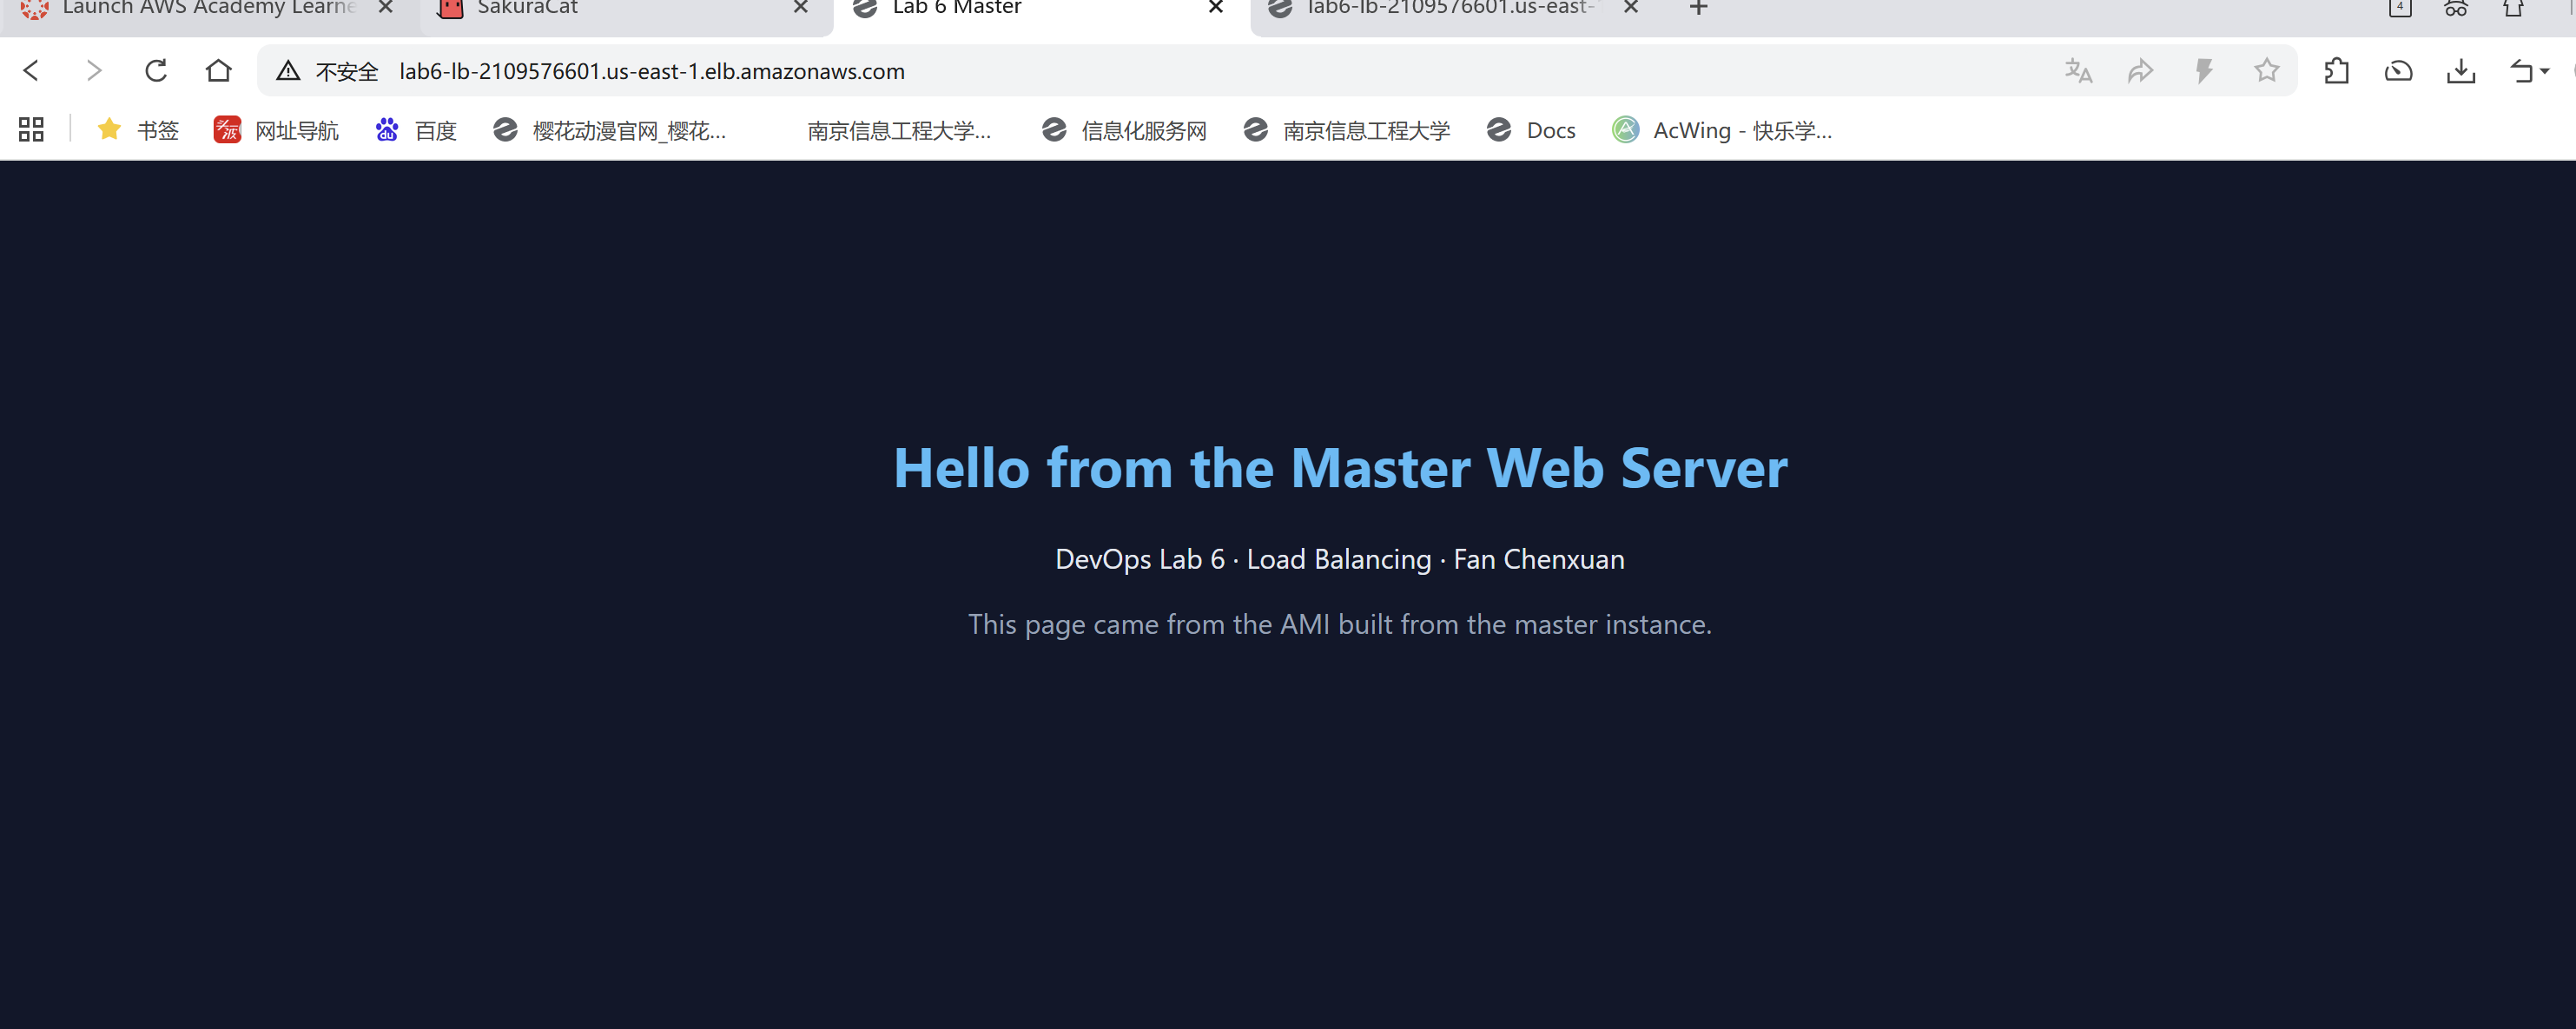 Launch AWS Academy Learne
SakuraCat
Lab 6 Master
lab6-lb-2109576601.us-east-
4
不安全 lab6-lb-2109576601.us-east-1.elb.amazonaws.com
书签 网址导航 百度 樱花动漫官网_樱花... 南京信息工程大学... 信息化服务网 南京信息工程大学 Docs AcWing - 快乐学...
Hello from the Master Web Server
DevOps Lab 6 · Load Balancing · Fan Chenxuan
This page came from the AMI built from the master instance.